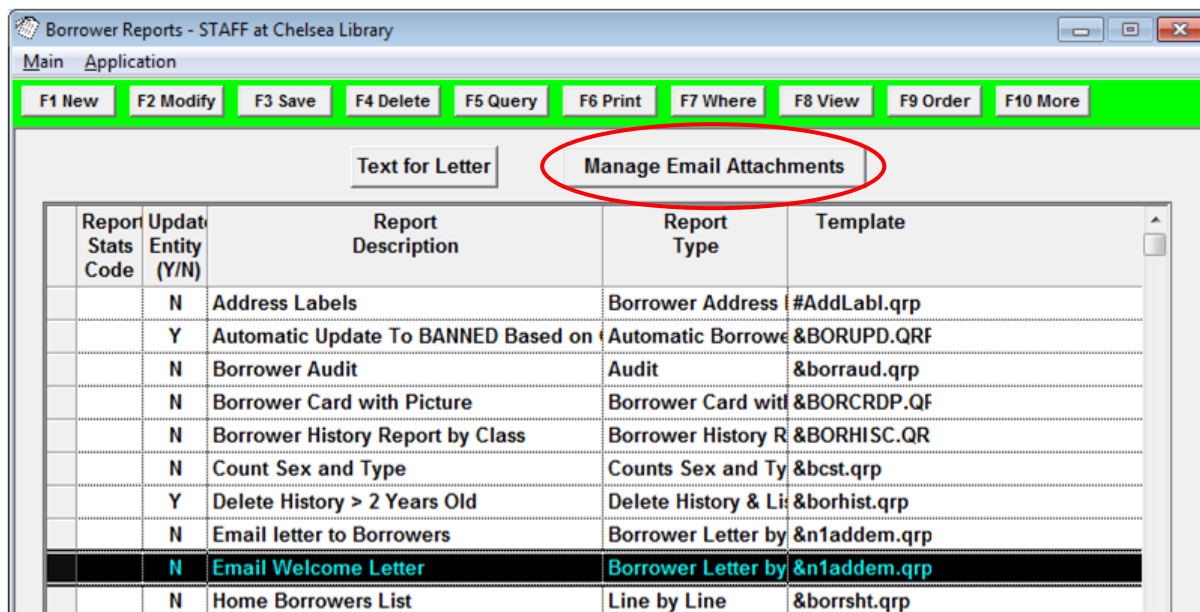 Borrower Reports - STAFF at Chelsea Library
Main Application
F1 New F2 Modify F3 Save F4 Delete F5 Query F6 Print F7 Where F8 View F9 Order F10 More
Text for Letter Manage Email Attachments
Report Updat Report Report Template
Stats Entity Description Type
Code (Y/N)
N Address Labels Borrower Address #AddLabl.qrp
Y Automatic Update To BANNED Based on Automatic Borrowe &BORUPD.QRF
N Borrower Audit Audit &borraud.qrp
N Borrower Card with Picture Borrower Card witl &BORCRDP.QF
N Borrower History Report by Class Borrower History R &BORHISC.QR
N Count Sex and Type Counts Sex and Ty &bcst.qrp
Y Delete History > 2 Years Old Delete History & Li &borhist.qrp
N Email letter to Borrowers Borrower Letter by &n1addem.qrp
N Email Welcome Letter Borrower Letter by &n1addem.qrp
N Home Borrowers List Line by Line &borrsht.qrp